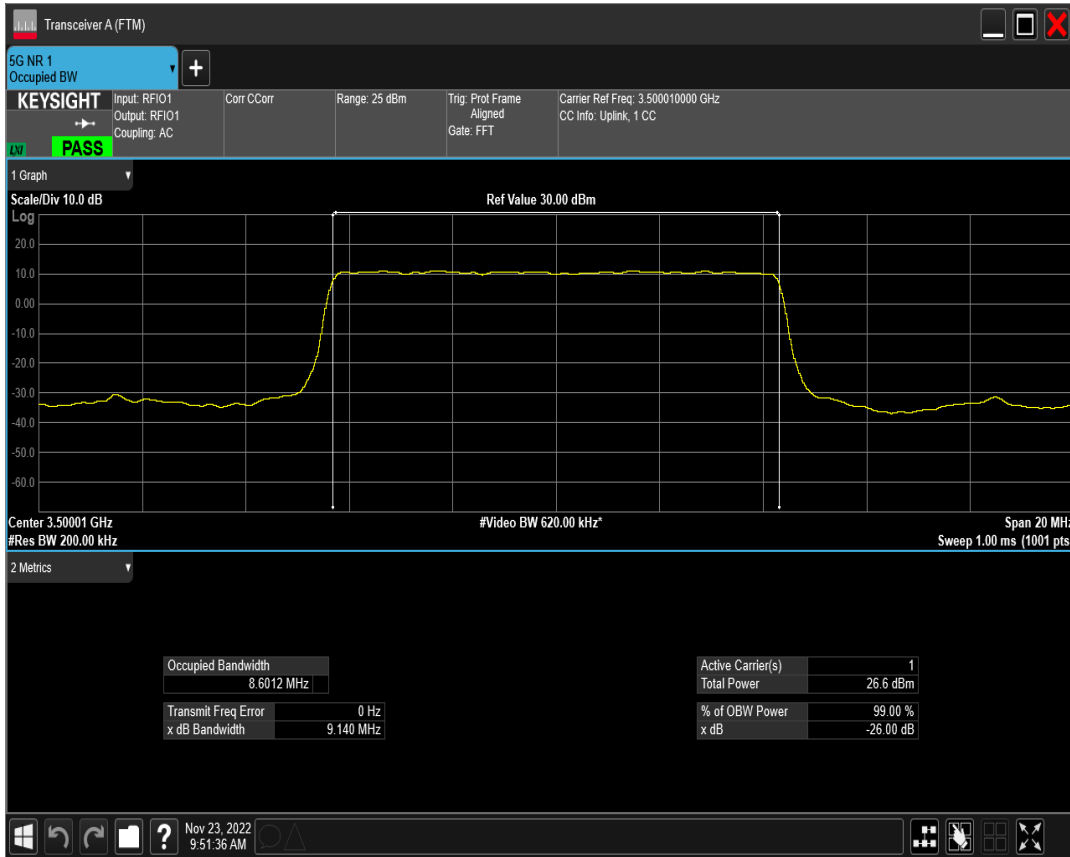 Transceiver A (FTM)
5G NR 1
Occupied BW
+
KEYSIGHT
LXI
PASS
Input: RFIO1
Output: RFIO1
Coupling: AC
Corr CCorr
Range: 25 dBm
Trig: Prot Frame
Aligned
Gate: FFT
Carrier Ref Freq: 3.500010000 GHz
CC Info: Uplink, 1 CC
1 Graph
Scale/Div 10.0 dB
Ref Value 30.00 dBm
Log
20.0
10.0
0.00
-10.0
-20.0
-30.0
-40.0
-50.0
-60.0
Center 3.50001 GHz
#Video BW 620.00 kHz*
Span 20 MHz
#Res BW 200.00 kHz
Sweep 1.00 ms (1001 pts
2 Metrics
Occupied Bandwidth
8.6012 MHz
Transmit Freq Error 0 Hz
x dB Bandwidth 9.140 MHz
Active Carrier(s) 1
Total Power 26.6 dBm
% of OBW Power 99.00 %
x dB -26.00 dB
?
Nov 23, 2022
9:51:36 AM